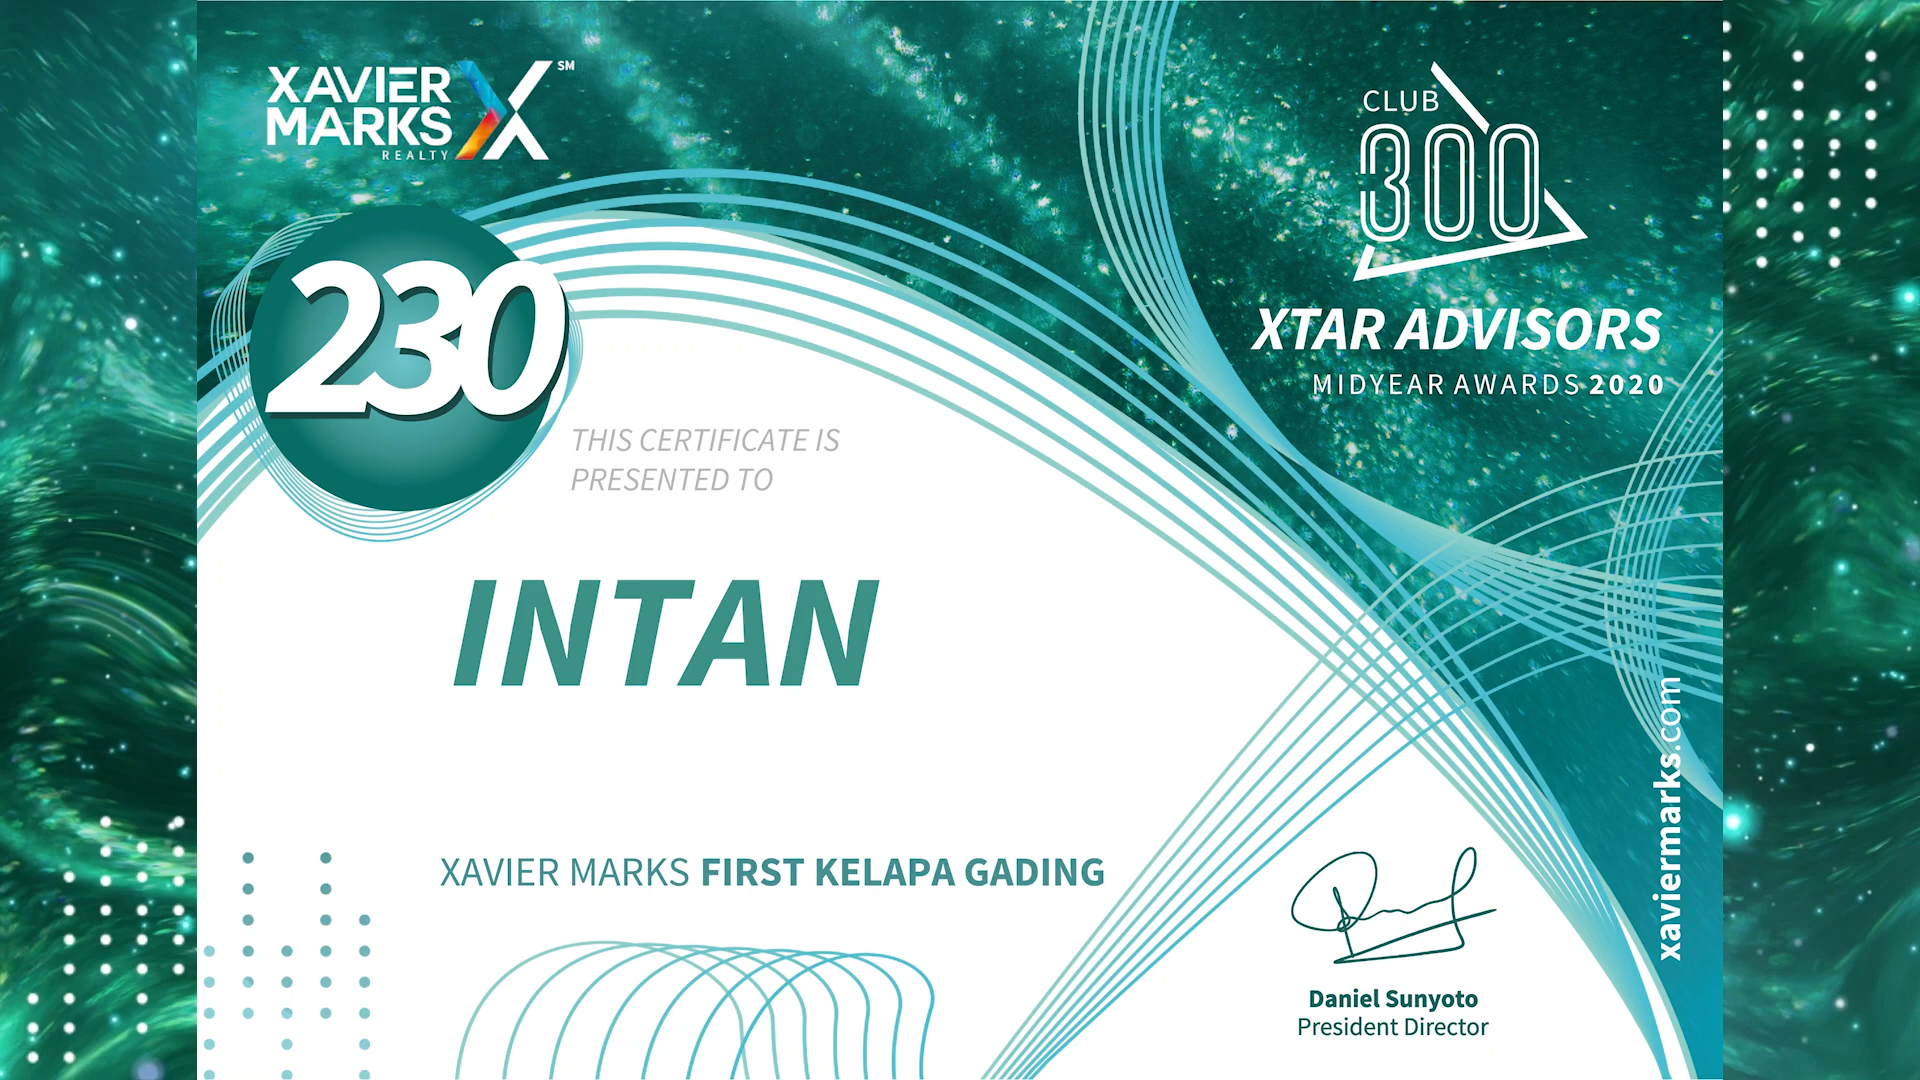 XAVIER
MARKS
REALTY
X SM
CLUB
300
XTAR ADVISORS
MIDYEAR AWARDS 2020
230
THIS CERTIFICATE IS
PRESENTED TO
INTAN
XAVIER MARKS FIRST KELAPA GADING
xaviermarks.com
Daniel Sunyoto
President Director